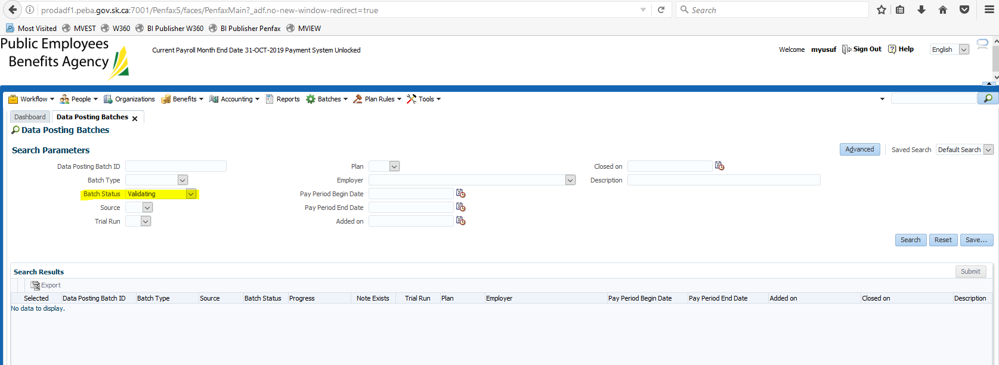 prodadf1.peba.gov.sk.ca:7001/Penfax5/faces/PenfaxMain?_adf.no-new-window-redirect=true Search
Most Visited MVEST W360 BI Publisher W360 BI Publisher Penfax MVIEW
Public Employees
Benefits Agency
Current Payroll Month End Date 31-OCT-2019 Payment System Unlocked
Welcome myusuf Sign Out Help English
Workflow People Organizations Benefits Accounting Reports Batches Plan Rules Tools
Dashboard Data Posting Batches
Data Posting Batches
Search Parameters Advanced Saved Search Default Search
Data Posting Batch ID Plan Closed on
Batch Type Employer Description
Batch Status Validating Pay Period Begin Date
Source Pay Period End Date
Trial Run Added on
Search Reset Save...
Search Results Submit
Export
Selected Data Posting Batch ID Batch Type Source Batch Status Progress Note Exists Trial Run Plan Employer Pay Period Begin Date Pay Period End Date Added on Closed on Description
No data to display.